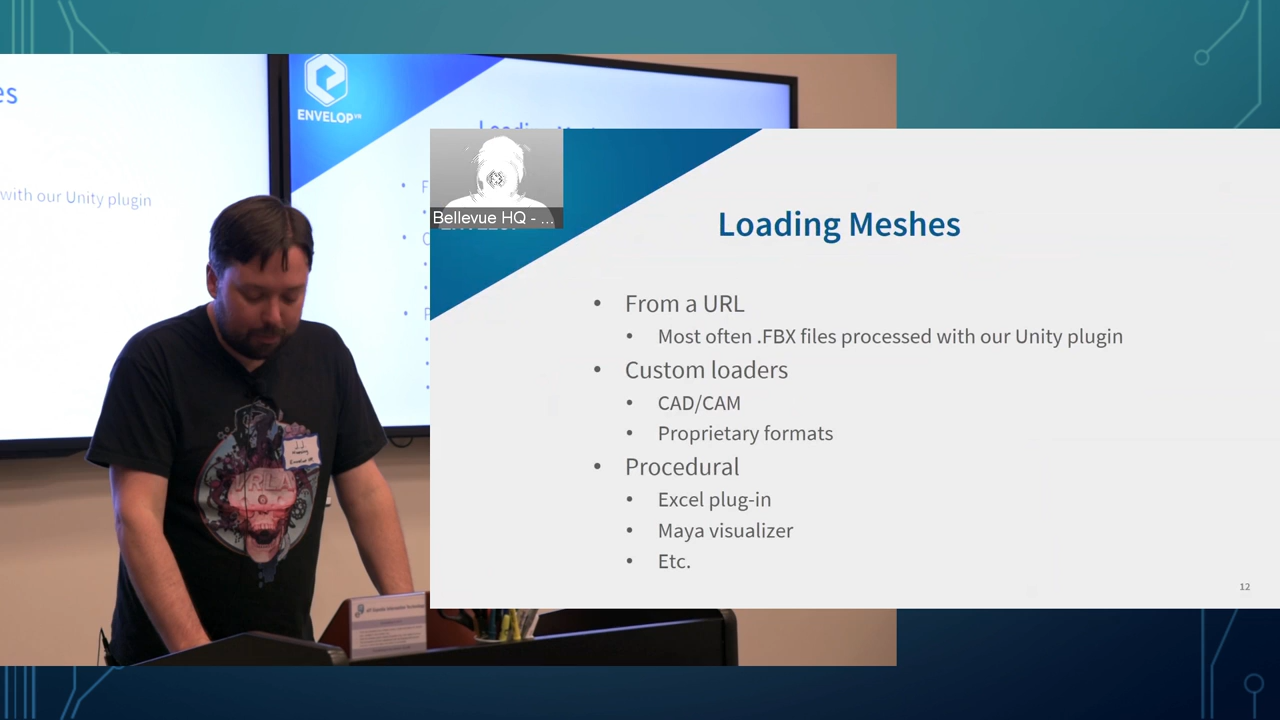 es
with our Unity plugin
ENVELOP
Bellevue HQ - ...
Loading Meshes
• From a URL
• Most often .FBX files processed with our Unity plugin
• Custom loaders
• CAD/CAM
• Proprietary formats
• Procedural
• Excel plug-in
• Maya visualizer
• Etc.
12